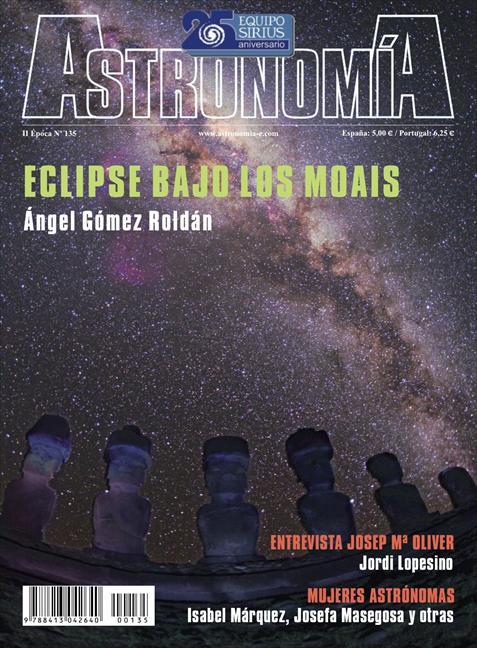 25 EQUIPO
SIRIUS
aniversario
ASTRONOMÍA
II Época Nº 135
www.astronomia-e.com
España: 5,00 € / Portugal: 6,25 €
ECLIPSE BAJO LOS MOAIS
Ángel Gómez Roldán
ENTREVISTA JOSEP Mª OLIVER
Jordi Lopesino
MUJERES ASTRÓNOMAS
Isabel Márquez, Josefa Masegosa y otras
00135
9 788413 042640